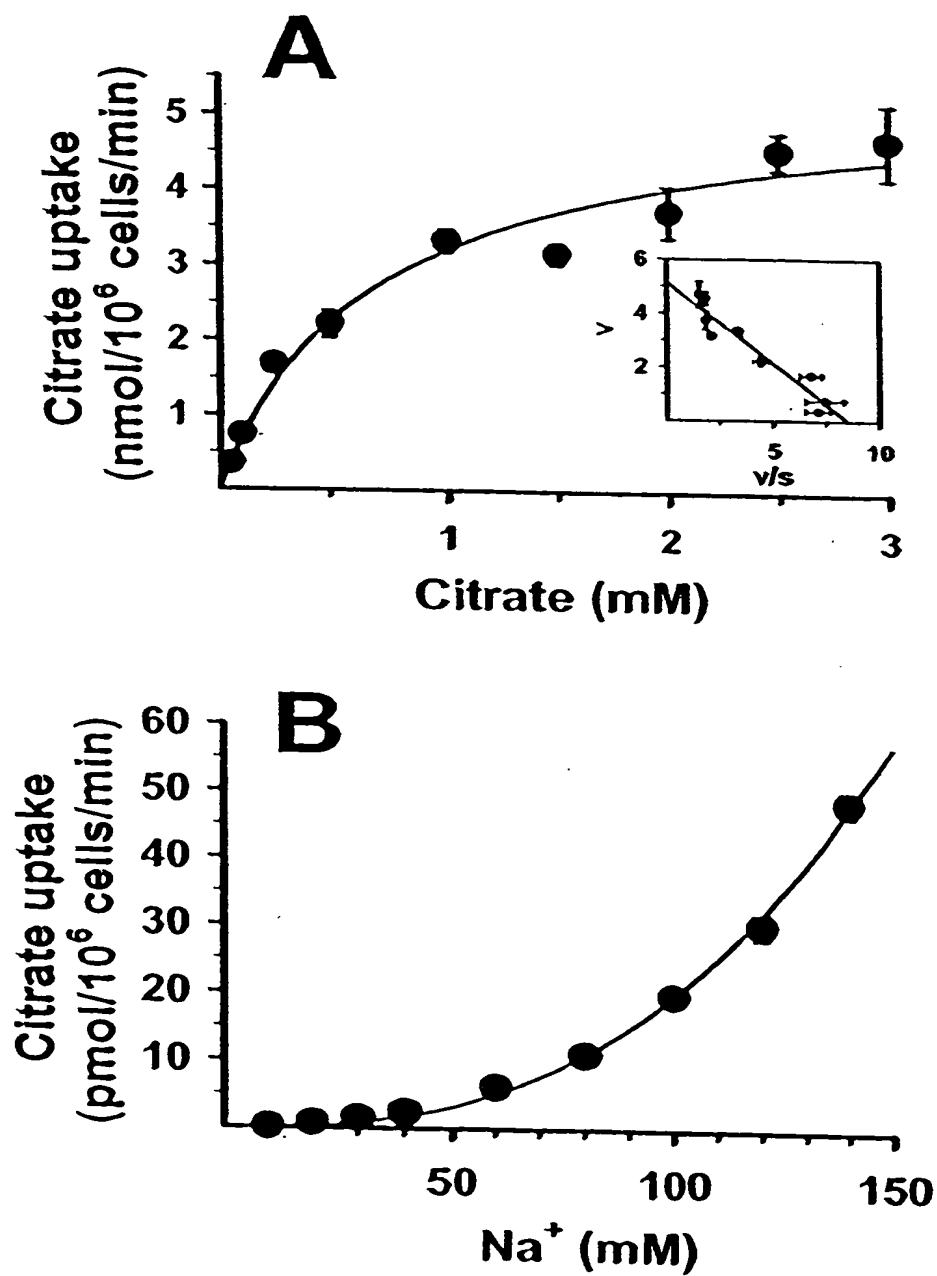 A
Citrate uptake
(nmol/10⁶ cells/min)
5
4
3
2
1
6
4
2
v
5
10
v/s
1
2
3
Citrate (mM)
B
Citrate uptake
(pmol/10⁶ cells/min)
60
50
40
30
20
10
50
100
150
Na⁺ (mM)